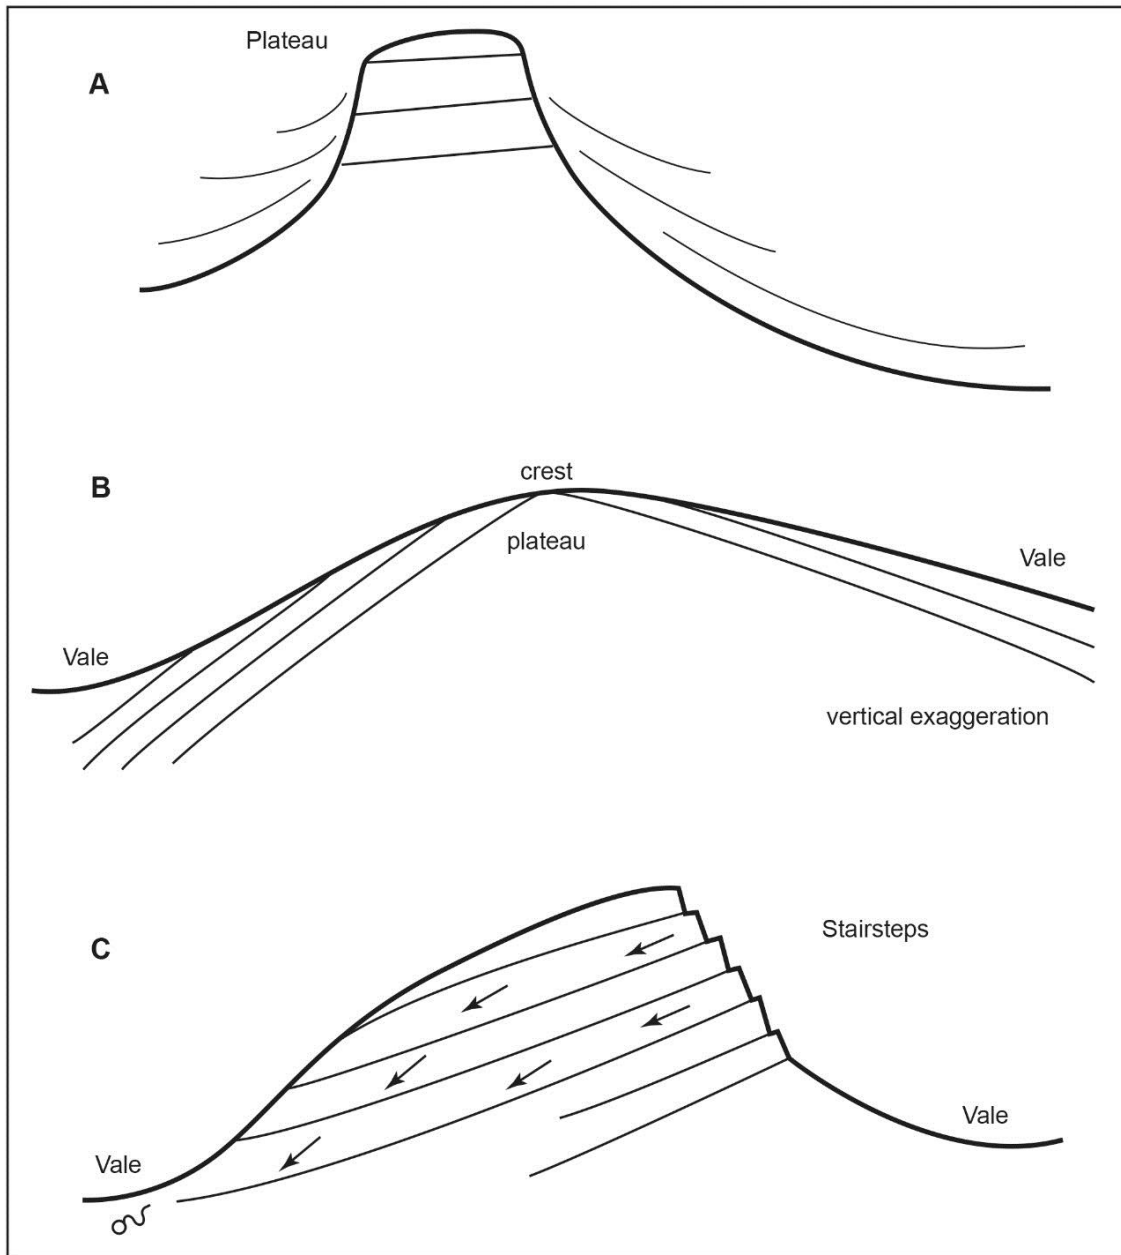 Plateau
A
B
crest
plateau
Vale
Vale
vertical exaggeration
C
Stairsteps
Vale
Vale